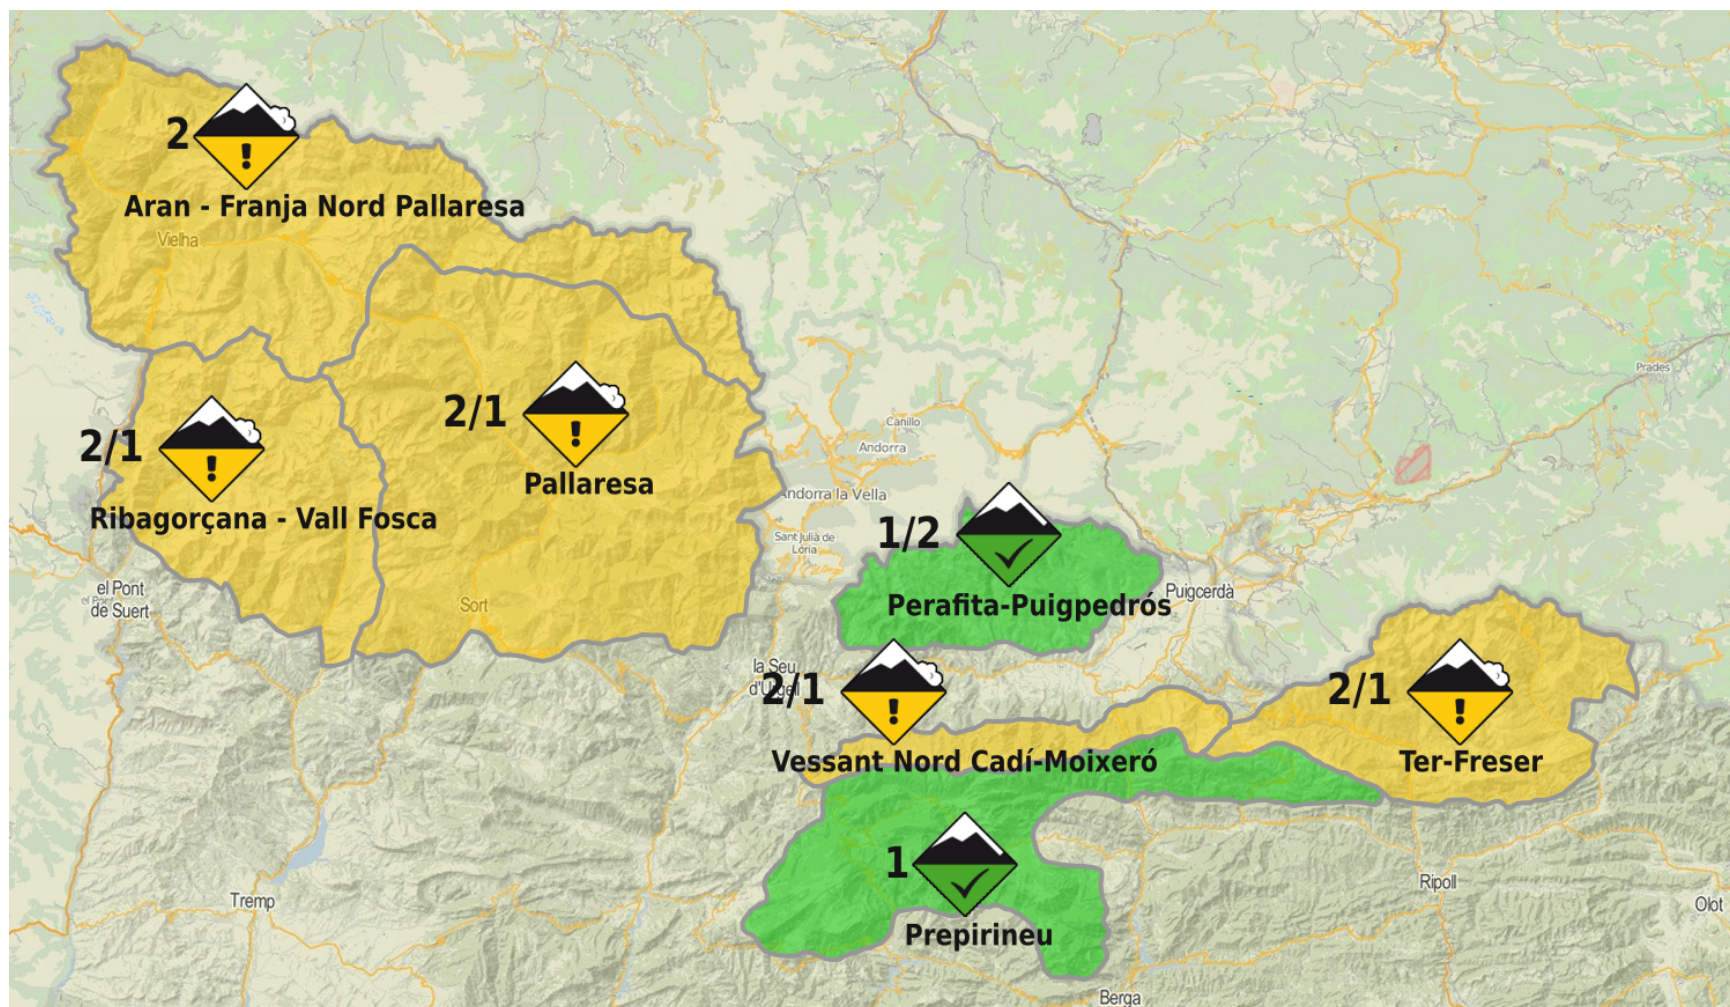 2
!
Aran - Franja Nord Pallaresa
Vielha
2/1
!
Pallaresa
2/1
!
Ribagorçana - Vall Fosca
Prades
Canillo
Andorra
Andorra la Vella
Sant Julià de
Lòria
1/2
Perafita-Puigpedrós
Puigcerdà
el Pont
de Suert
Sort
la Seu
d'Urgell
2/1
!
Vessant Nord Cadí-Moixeró
2/1
!
Ter-Freser
1
Prepirineu
Tremp
Ripoll
Olot
Berga